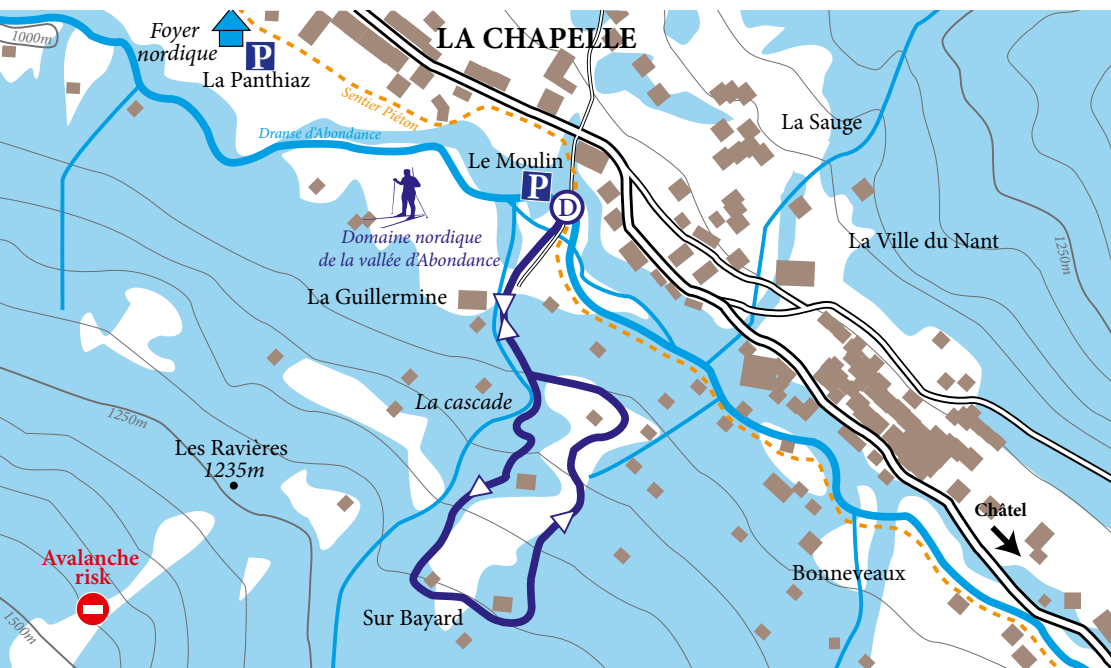 1000m
Foyer
nordique
P
La Panthiaz
LA CHAPELLE
Sentier Piéton
Dranse d'Abondance
La Sauge
Le Moulin
P
D
Domaine nordique
de la vallée d'Abondance
La Ville du Nant
1250m
La Guillermine
La cascade
1250m
Les Ravières
1235m
Châtel
Avalanche
risk
Bonneveaux
Sur Bayard
1500m